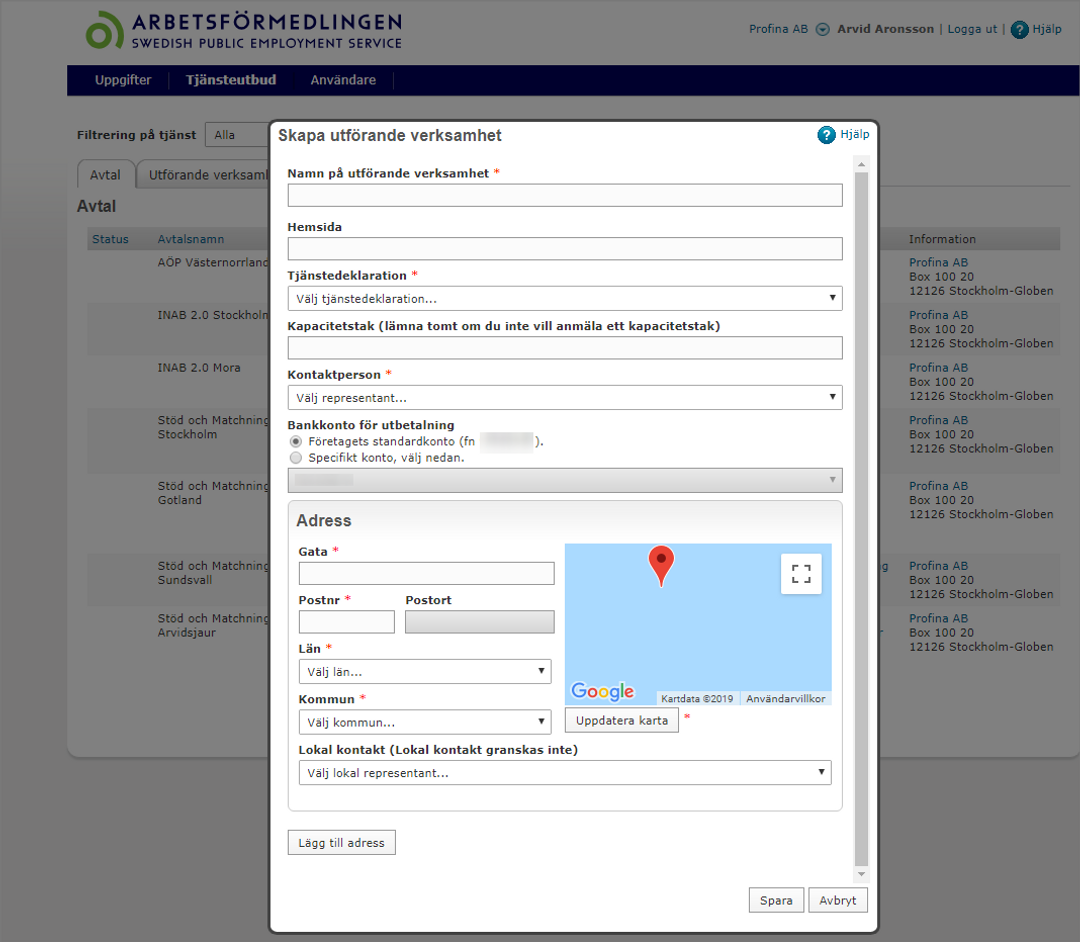 ARBETSFÖRMEDLINGEN
SWEDISH PUBLIC EMPLOYMENT SERVICE
Profina AB Arvid Aronsson | Logga ut | ? Hjälp
Uppgifter Tjänsteutbud Användare
Filtrering på tjänst Alla
Avtal Utförande verksaml
Avtal
Status Avtalsnamn Information
AÖP Västernorrland Profina AB
Box 100 20
12126 Stockholm-Globen
INAB 2.0 Stockholm Profina AB
Box 100 20
12126 Stockholm-Globen
INAB 2.0 Mora Profina AB
Box 100 20
12126 Stockholm-Globen
Stöd och Matchning Profina AB
Stockholm Box 100 20
12126 Stockholm-Globen
Stöd och Matchning Profina AB
Gotland Box 100 20
12126 Stockholm-Globen
Stöd och Matchning g Profina AB
Sundsvall Box 100 20
12126 Stockholm-Globen
Stöd och Matchning Profina AB
Arvidsjaur Box 100 20
12126 Stockholm-Globen
Skapa utförande verksamhet ? Hjälp
Namn på utförande verksamhet *
Hemsida
Tjänstedeklaration *
Välj tjänstedeklaration...
Kapacitetstak (lämna tomt om du inte vill anmäla ett kapacitetstak)
Kontaktperson *
Välj representant...
Bankkonto för utbetalning
Företagets standardkonto (fn ).
Specifikt konto, välj nedan.
Adress
Gata *
Postnr * Postort
Län *
Välj län...
Kommun *
Välj kommun...
Google Kartdata ©2019 Användarvillkor
Uppdatera karta *
Lokal kontakt (Lokal kontakt granskas inte)
Välj lokal representant...
Lägg till adress
Spara Avbryt